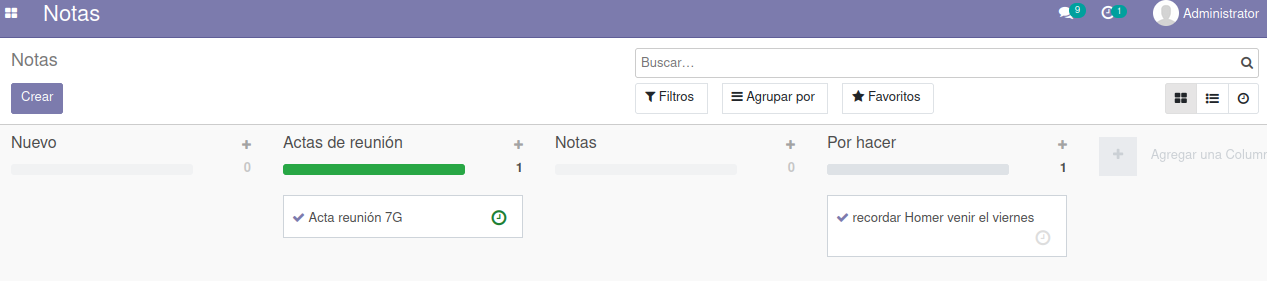 Notas
9
1
Administrator
Notas
Buscar...
Crear
Filtros
Agrupar por
Favoritos
Nuevo
0
Actas de reunión
1
Acta reunión 7G
Notas
0
Por hacer
1
recordar Homer venir el viernes
Agregar una Colum